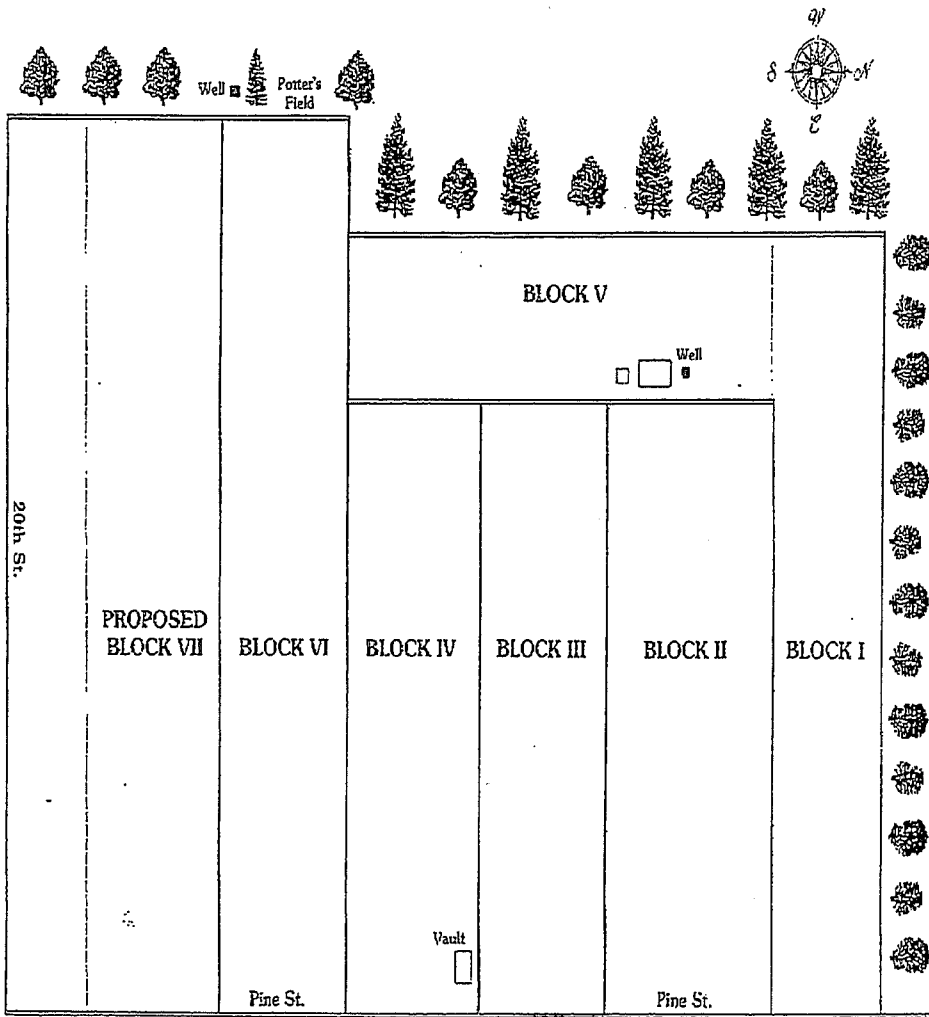 W
S
N
E
Well
Potter's
Field
BLOCK V
Well
20th St.
PROPOSED
BLOCK VII
BLOCK VI
BLOCK IV
BLOCK III
BLOCK II
BLOCK I
Vault
Pine St.
Pine St.